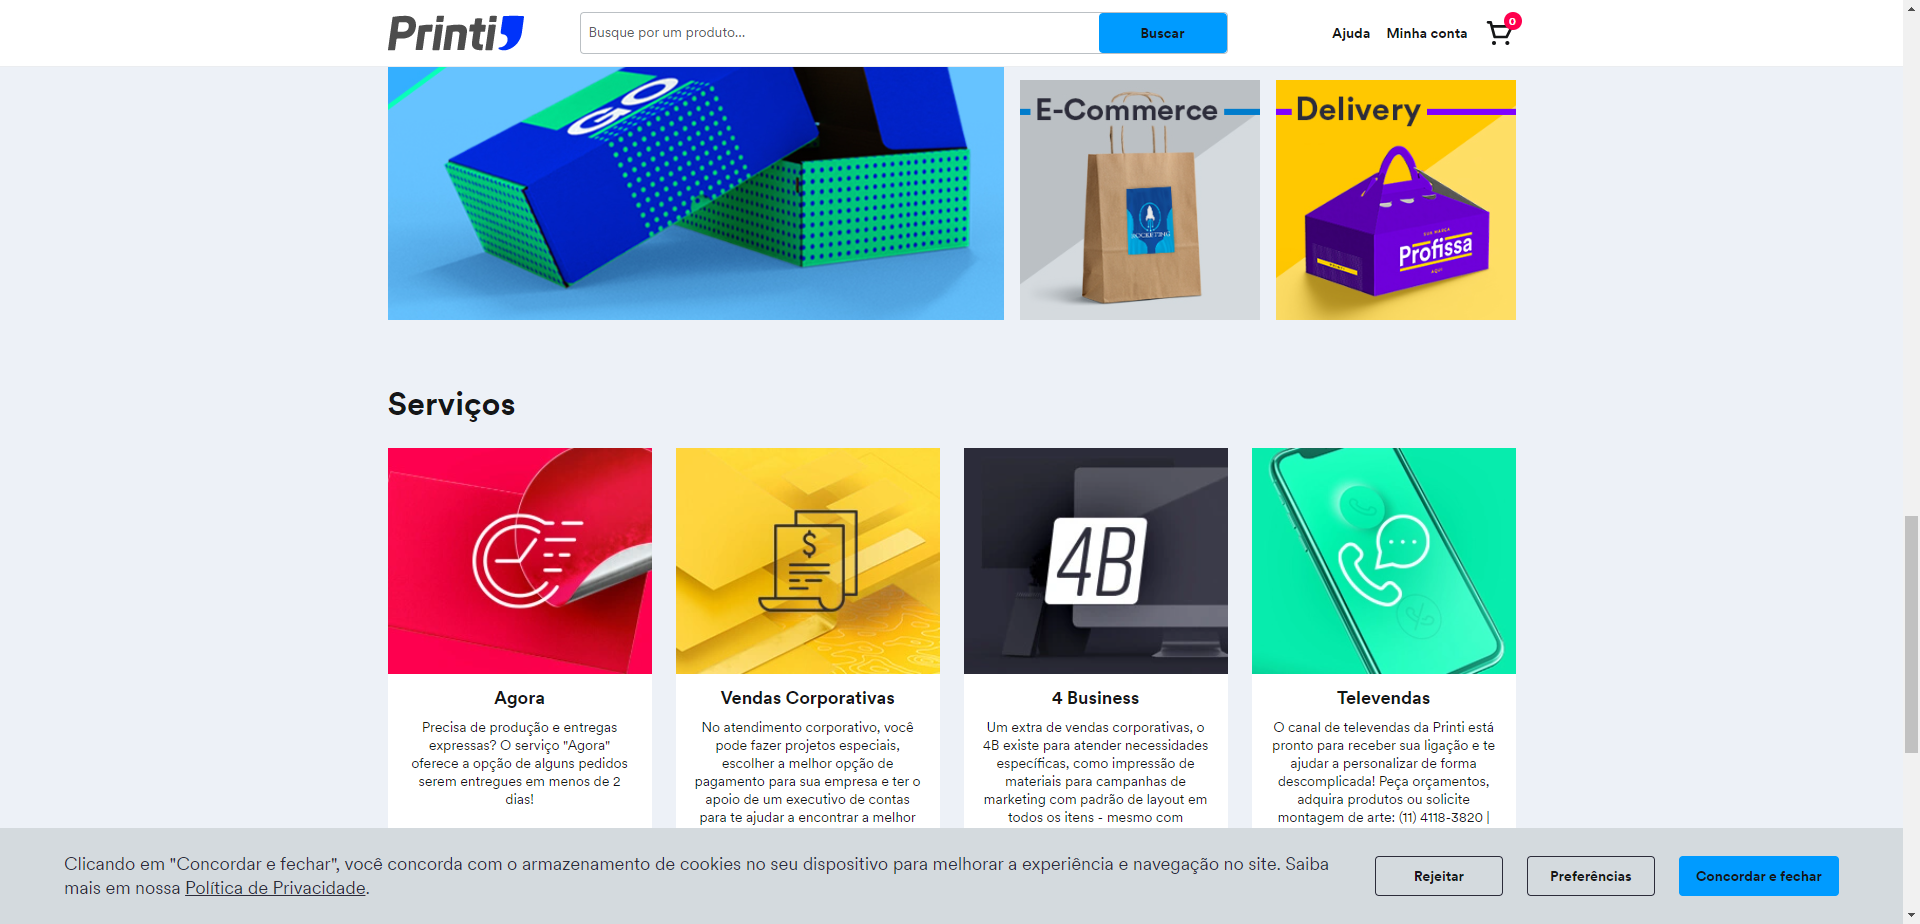 Printi
Busque por um produto...
Buscar
Ajuda
Minha conta
0
GO
E-Commerce
Delivery
SUA MARCA
Profissa
AQUI
Serviços
$
4B
Agora
Precisa de produção e entregas
expressas? O serviço "Agora"
oferece a opção de alguns pedidos
serem entregues em menos de 2
dias!
Vendas Corporativas
No atendimento corporativo, você
pode fazer projetos especiais,
escolher a melhor opção de
pagamento para sua empresa e ter o
apoio de um executivo de contas
para te ajudar a encontrar a melhor
4 Business
Um extra de vendas corporativas, o
4B existe para atender necessidades
específicas, como impressão de
materiais para campanhas de
marketing com padrão de layout em
todos os itens - mesmo com
Televendas
O canal de televendas da Printi está
pronto para receber sua ligação e te
ajudar a personalizar de forma
descomplicada! Peça orçamentos,
adquira produtos ou solicite
montagem de arte: (11) 4118-3820 |
Clicando em "Concordar e fechar", você concorda com o armazenamento de cookies no seu dispositivo para melhorar a experiência e navegação no site. Saiba
mais em nossa Política de Privacidade.
Rejeitar
Preferências
Concordar e fechar